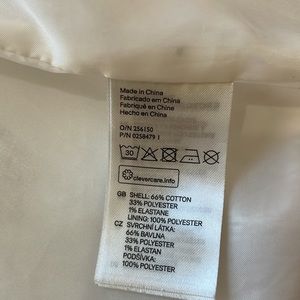 Made in China
Fabricado em China
Fabriqué en Chine
Hecho en China
O/N 256150
P/N 0258479 1
30
clevercare.info
GB SHELL: 66% COTTON
33% POLYESTER
1% ELASTANE
LINING: 100% POLYESTER
CZ SVRCHNÍ LÁTKA:
66% BAVLNA
33% POLYESTER
1% ELASTAN
PODŠÍVKA:
100% POLYESTER